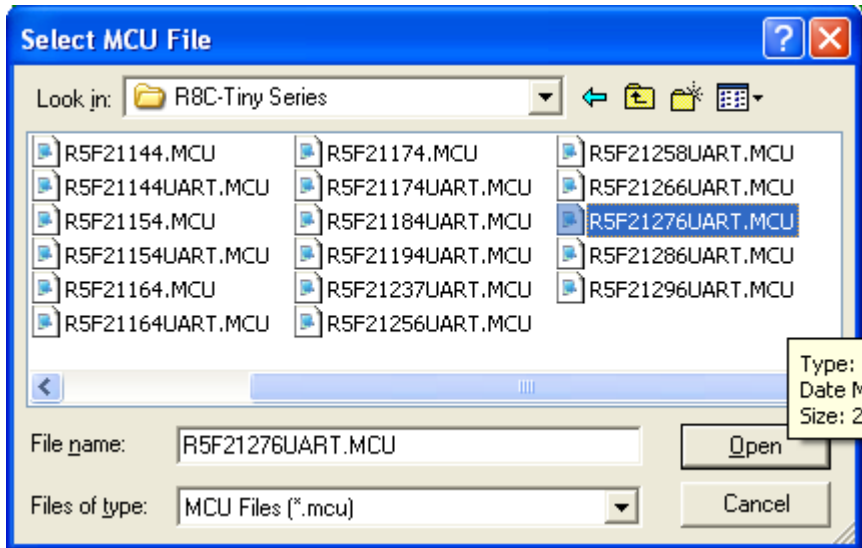 Select MCU File
Look in: R8C-Tiny Series
R5F21144.MCU R5F21174.MCU R5F21258UART.MCU
R5F21144UART.MCU R5F21174UART.MCU R5F21266UART.MCU
R5F21154.MCU R5F21184UART.MCU R5F21276UART.MCU
R5F21154UART.MCU R5F21194UART.MCU R5F21286UART.MCU
R5F21164.MCU R5F21237UART.MCU R5F21296UART.MCU
R5F21164UART.MCU R5F21256UART.MCU
Type:
Date M
Size: 2
File name: R5F21276UART.MCU Open
Files of type: MCU Files (*.mcu) Cancel